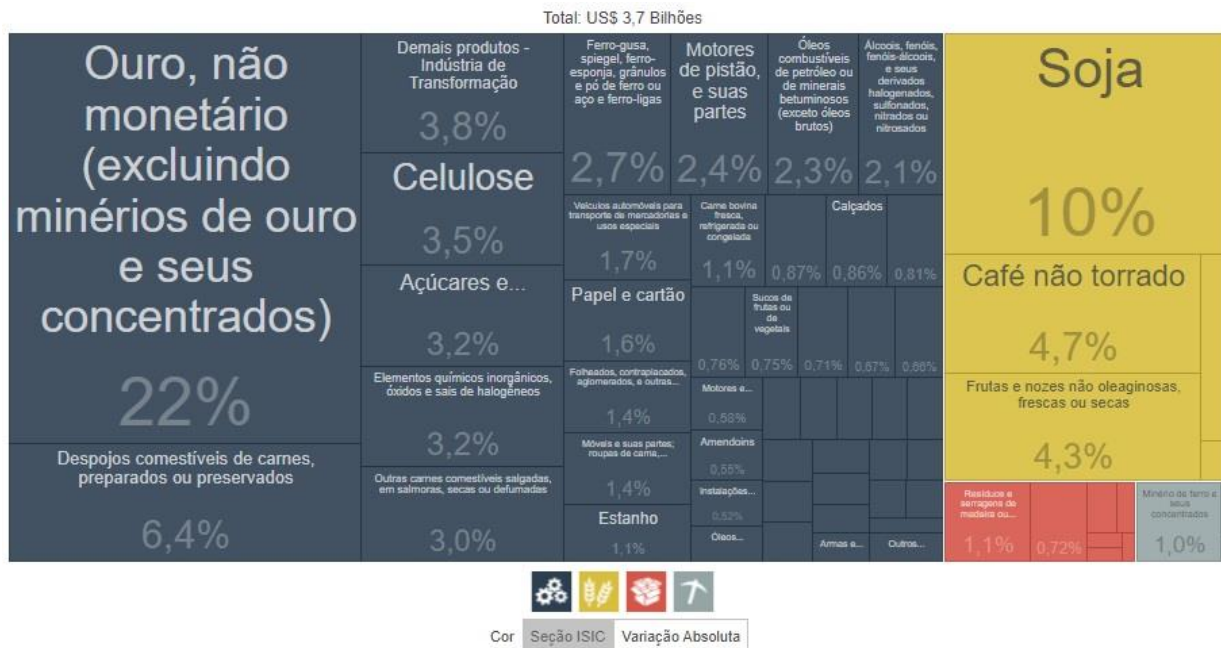 Total: US$ 3,7 Bilhões
Ouro, não
monetário
(excluindo
minérios de ouro
e seus
concentrados)
22%
Despojos comestíveis de carnes,
preparados ou preservados
6,4%
Demais produtos -
Indústria de
Transformação
3,8%
Celulose
3,5%
Açúcares e...
3,2%
Elementos químicos inorgânicos,
óxidos e sais de halogêneos
3,2%
Outras carnes comestíveis salgadas,
em salmoras, secas ou defumadas
3,0%
Ferro-gusa,
spiegel, ferro-
esponja, grânulos
e pó de ferro ou
aço e ferro-ligas
2,7%
Motores
de pistão,
e suas
partes
2,4%
Óleos
combustíveis
de petróleo ou
de minerais
betuminosos
(exceto óleos
brutos)
2,3%
Álcoois, fenóis,
fenóis-álcoois,
e seus
derivados
halogenados,
sulfonados,
nitrados ou
nitrosados
2,1%
Veículos automóveis para
transporte de mercadorias e
usos especiais
1,7%
Papel e cartão
1,6%
Folheados, contraplacados,
aglomerados, e outras...
1,4%
Móveis e suas partes;
roupas de cama,...
1,4%
Estanho
1,1%
Carne bovina
fresca,
refrigerada ou
congelada
1,1%
0,87%
Calçados
0,86%
0,81%
0,76%
Sucos de
frutas ou
de
vegetais
0,75%
0,71%
0,67%
0,66%
Motores e...
0,58%
Amendoins
0,55%
Instalações...
0,52%
Óleos...
Armas e...
Outros...
Soja
10%
Café não torrado
4,7%
Frutas e nozes não oleaginosas,
frescas ou secas
4,3%
Resíduos e
serragens de
madeira ou...
1,1%
0,72%
Minério de ferro e
seus
concentrados
1,0%
Cor Seção ISIC Variação Absoluta